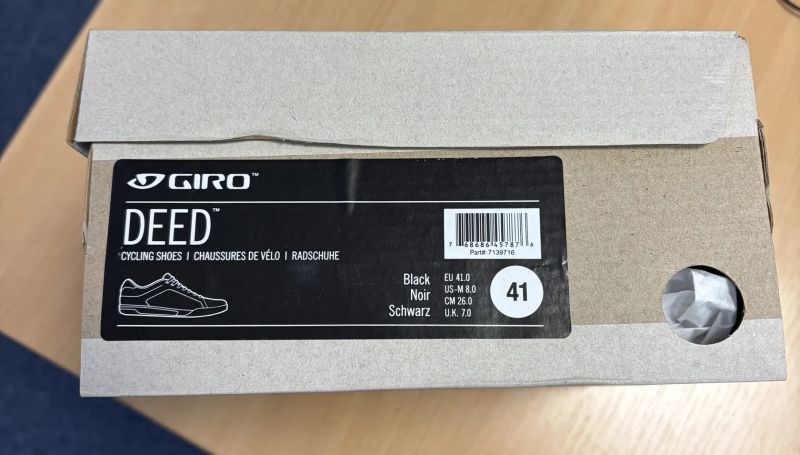 GIRO™
DEED™
CYCLING SHOES | CHAUSSURES DE VÉLO | RADSCHUHE
7 68686 45787 6
Part#: 7139716
Black
Noir
Schwarz
EU 41.0
US-M 8.0
CM 26.0
U.K. 7.0
41